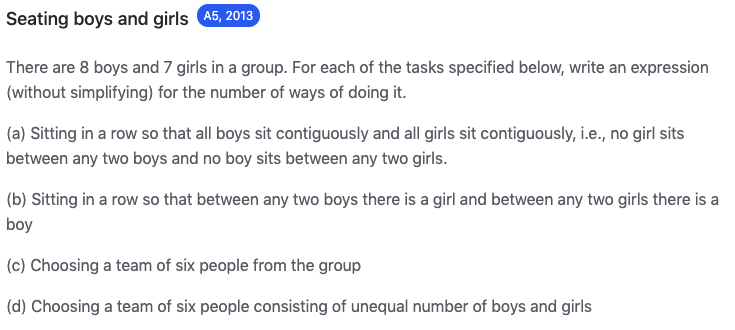 Seating boys and girls A5, 2013
There are 8 boys and 7 girls in a group. For each of the tasks specified below, write an expression
(without simplifying) for the number of ways of doing it.
(a) Sitting in a row so that all boys sit contiguously and all girls sit contiguously, i.e., no girl sits
between any two boys and no boy sits between any two girls.
(b) Sitting in a row so that between any two boys there is a girl and between any two girls there is a
boy
(c) Choosing a team of six people from the group
(d) Choosing a team of six people consisting of unequal number of boys and girls